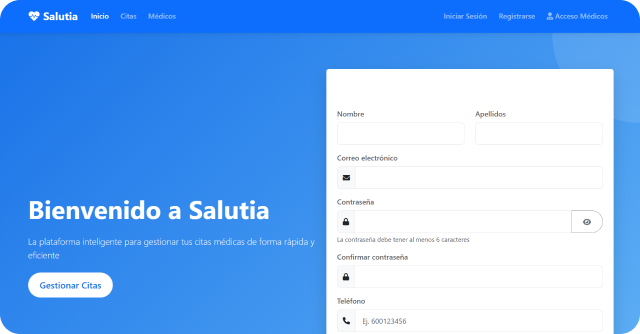 Salutia Inicio Citas Médicos Iniciar Sesión Registrarse Acceso Médicos
Nombre Apellidos
Correo electrónico
Contraseña
La contraseña debe tener al menos 6 caracteres
Confirmar contraseña
Teléfono
Ej. 600123456
Bienvenido a Salutia
La plataforma inteligente para gestionar tus citas médicas de forma rápida y
eficiente
Gestionar Citas